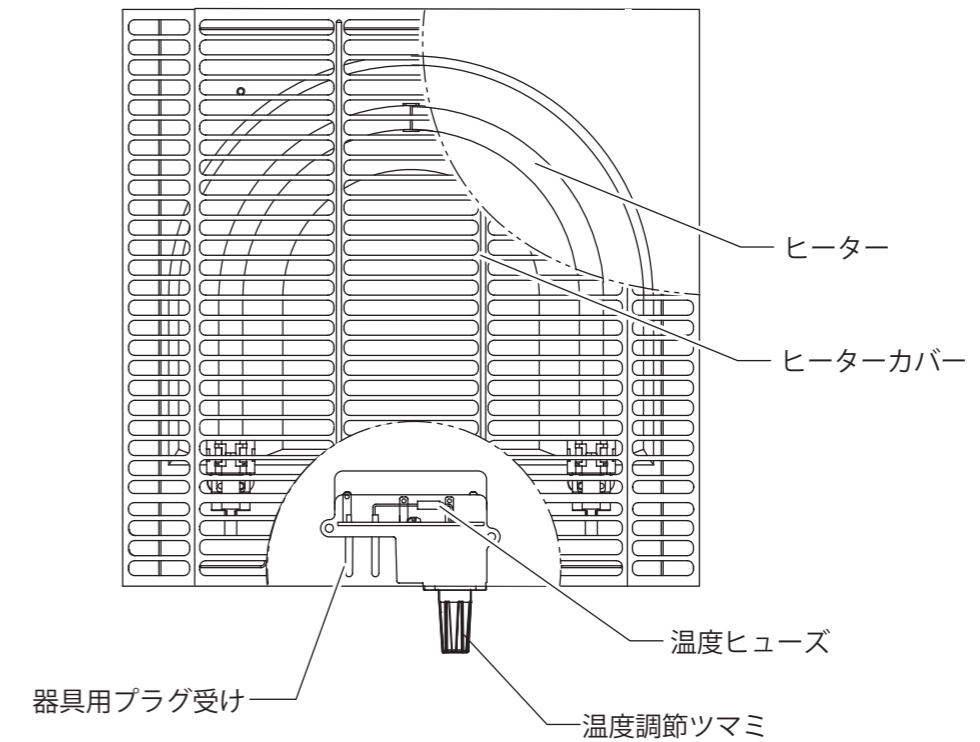 ヒーター
ヒーターカバー
温度ヒューズ
器具用プラグ受け
温度調節ツマミ